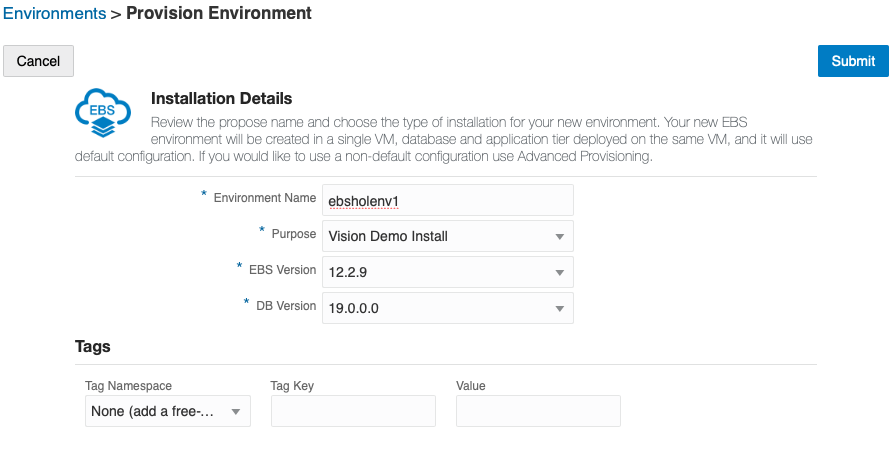 Environments > Provision Environment
Cancel
Submit
EBS
Installation Details
Review the propose name and choose the type of installation for your new environment. Your new EBS
environment will be created in a single VM, database and application tier deployed on the same VM, and it will use
default configuration. If you would like to use a non-default configuration use Advanced Provisioning.
* Environment Name ebsholenv1
* Purpose Vision Demo Install
* EBS Version 12.2.9
* DB Version 19.0.0.0
Tags
Tag Namespace Tag Key Value
None (add a free-...